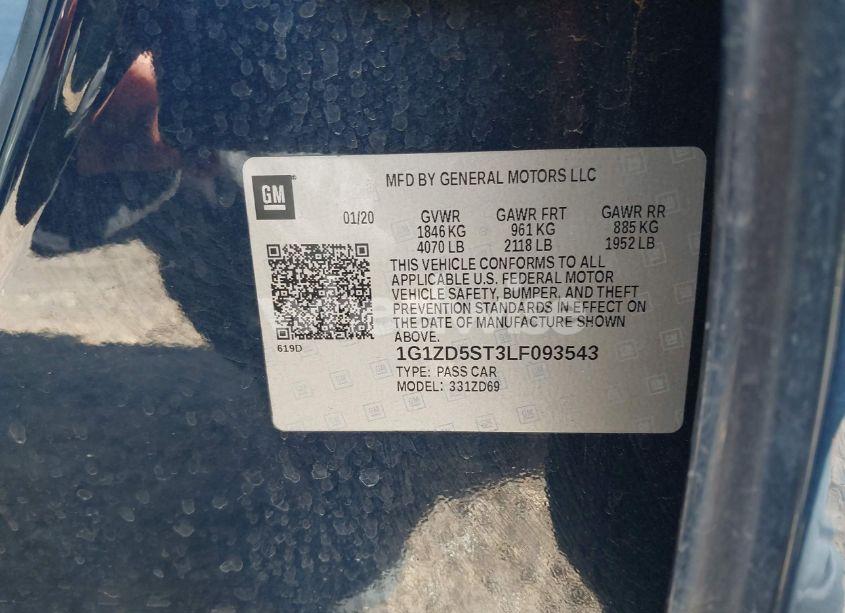 GM
MFD BY GENERAL MOTORS LLC
01/20 GVWR GAWR FRT GAWR RR
1846 KG 961 KG 885 KG
4070 LB 2118 LB 1952 LB
THIS VEHICLE CONFORMS TO ALL
APPLICABLE U.S. FEDERAL MOTOR
VEHICLE SAFETY, BUMPER, AND THEFT
PREVENTION STANDARDS IN EFFECT ON
THE DATE OF MANUFACTURE SHOWN
ABOVE.
619D
1G1ZD5ST3LF093543
TYPE: PASS CAR
MODEL: 331ZD69